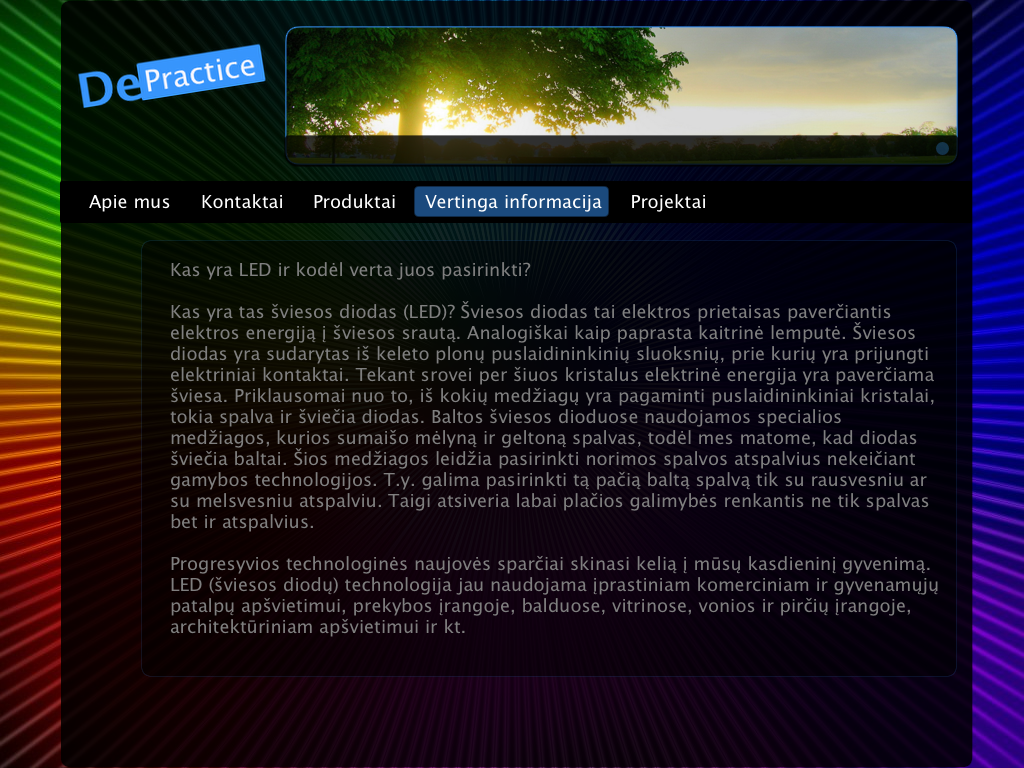 DePractice
Apie mus Kontaktai Produktai Vertinga informacija Projektai
Kas yra LED ir kodėl verta juos pasirinkti?
Kas yra tas šviesos diodas (LED)? Šviesos diodas tai elektros prietaisas paverčiantis
elektros energiją į šviesos srautą. Analogiškai kaip paprasta kaitrinė lemputė. Šviesos
diodas yra sudarytas iš keleto plonų puslaidininkinių sluoksnių, prie kurių yra prijungti
elektriniai kontaktai. Tekant srovei per šiuos kristalus elektrinė energija yra paverčiama
šviesa. Priklausomai nuo to, iš kokių medžiagų yra pagaminti puslaidininkiniai kristalai,
tokia spalva ir šviečia diodas. Baltos šviesos dioduose naudojamos specialios
medžiagos, kurios sumaišo mėlyną ir geltoną spalvas, todėl mes matome, kad diodas
šviečia baltai. Šios medžiagos leidžia pasirinkti norimos spalvos atspalvius nekeičiant
gamybos technologijos. T.y. galima pasirinkti tą pačią baltą spalvą tik su rausvesniu ar
su melsvesniu atspalviu. Taigi atsiveria labai plačios galimybės renkantis ne tik spalvas
bet ir atspalvius.
Progresyvios technologinės naujovės sparčiai skinasi kelią į mūsų kasdieninį gyvenimą.
LED (šviesos diodų) technologija jau naudojama įprastiniam komerciniam ir gyvenamųjų
patalpų apšvietimui, prekybos įrangoje, balduose, vitrinose, vonios ir pirčių įrangoje,
architektūriniam apšvietimui ir kt.